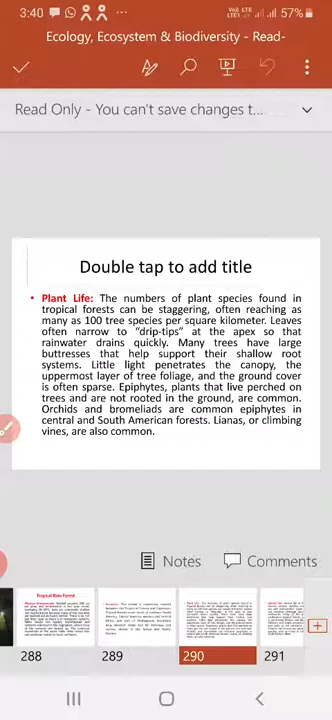 3:40
Vo)) LTE
LTE1
57%
Ecology, Ecosystem & Biodiversity - Read-
Read Only - You can't save changes t...
Double tap to add title
• Plant Life: The numbers of plant species found in
tropical forests can be staggering, often reaching as
many as 100 tree species per square kilometer. Leaves
often narrow to “drip-tips” at the apex so that
rainwater drains quickly. Many trees have large
buttresses that help support their shallow root
systems. Little light penetrates the canopy, the
uppermost layer of tree foliage, and the ground cover
is often sparse. Epiphytes, plants that live perched on
trees and are not rooted in the ground, are common.
Orchids and bromeliads are common epiphytes in
central and South American forests. Lianas, or climbing
vines, are also common.
Notes
Comments
Tropical Rain Forest
288
289
290
291